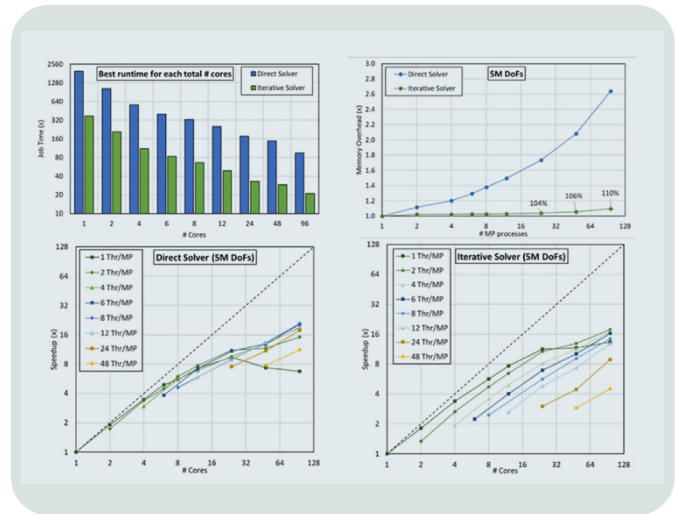 Best runtime for each total # cores
Direct Solver
Iterative Solver
2560
1280
640
320
160
80
40
20
10
Job Time (s)
1 2 4 6 8 12 24 48 96
# Cores
5M DoFs
Direct Solver
Iterative Solver
3.0
2.8
2.6
2.4
2.2
2.0
1.8
1.6
1.4
1.2
1.0
Memory Overhead (x)
104%
106%
110%
1 2 4 8 16 32 64 128
# MP processes
Direct Solver (5M DoFs)
1 Thr/MP
2 Thr/MP
4 Thr/MP
6 Thr/MP
8 Thr/MP
12 Thr/MP
24 Thr/MP
48 Thr/MP
128
64
32
16
8
4
2
1
Speedup (x)
1 2 4 8 16 32 64 128
# Cores
Iterative Solver (5M DoFs)
1 Thr/MP
2 Thr/MP
4 Thr/MP
6 Thr/MP
8 Thr/MP
12 Thr/MP
24 Thr/MP
48 Thr/MP
128
64
32
16
8
4
2
1
Speedup (x)
1 2 4 8 16 32 64 128
# Cores